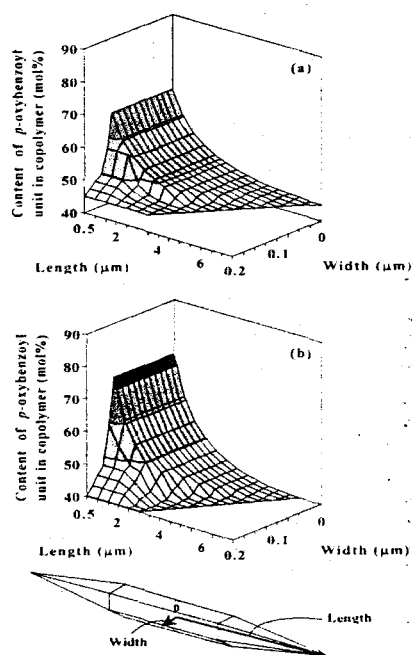 (a)
Content of p-oxybenzoyl
unit in copolymer (mol%)
90
80
70
60
50
40
0.5
2
4
6
0.2
0.1
0
Length (μm)
Width (μm)
(b)
Content of p-oxybenzoyl
unit in copolymer (mol%)
90
80
70
60
50
40
0.5
2
4
6
0.2
0.1
0
Length (μm)
Width (μm)
0
Length
Width